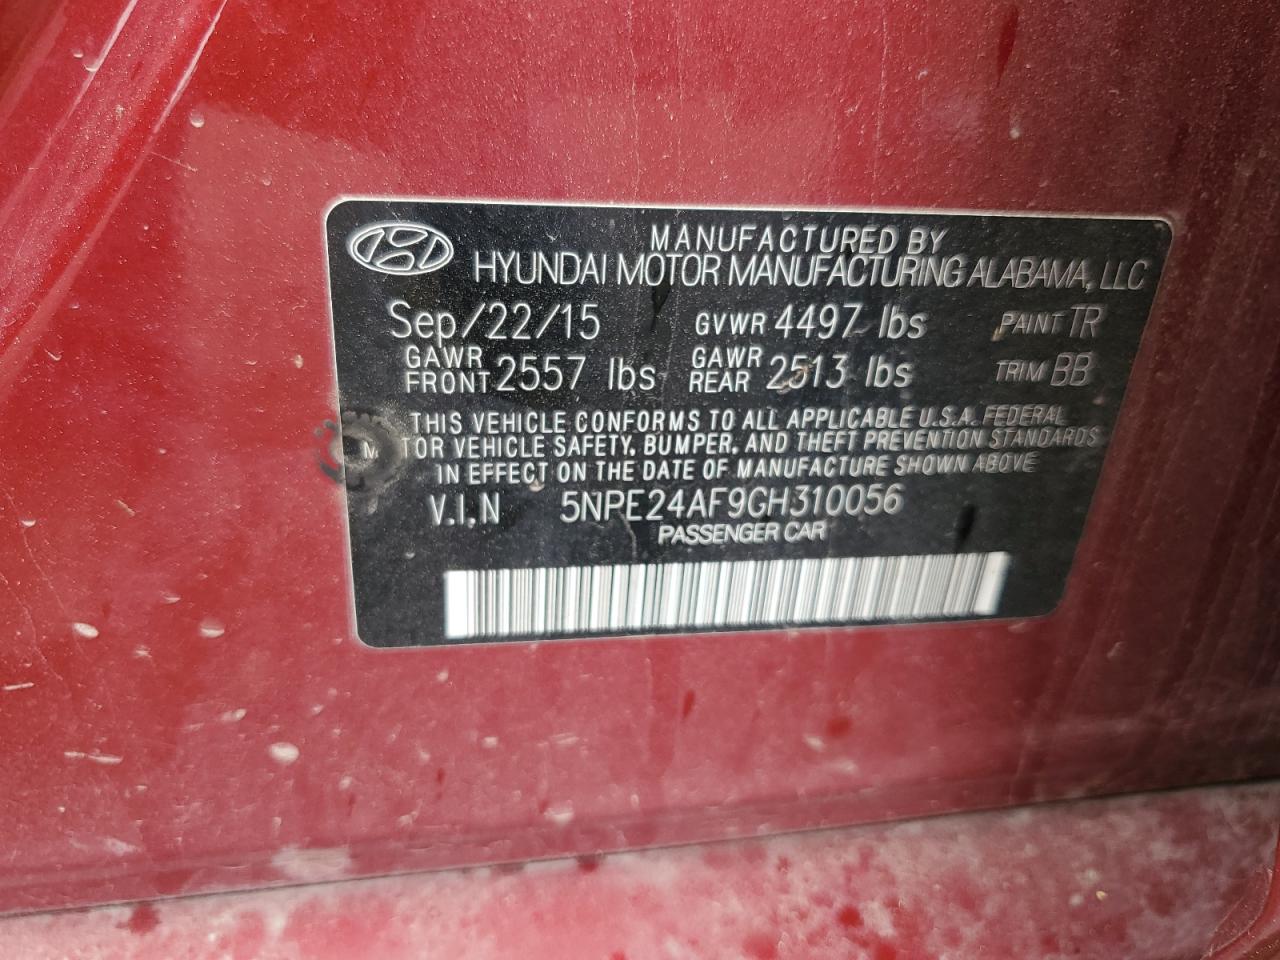 MANUFACTURED BY
HYUNDAI MOTOR MANUFACTURING ALABAMA, LLC
Sep/22/15 GVWR 4497 lbs PAINT TR
GAWR FRONT 2557 lbs GAWR REAR 2513 lbs TRIM BB
THIS VEHICLE CONFORMS TO ALL APPLICABLE U.S.A. FEDERAL
M TOR VEHICLE SAFETY, BUMPER, AND THEFT PREVENTION STANDARDS
IN EFFECT ON THE DATE OF MANUFACTURE SHOWN ABOVE
V.I.N 5NPE24AF9GH310056
PASSENGER CAR